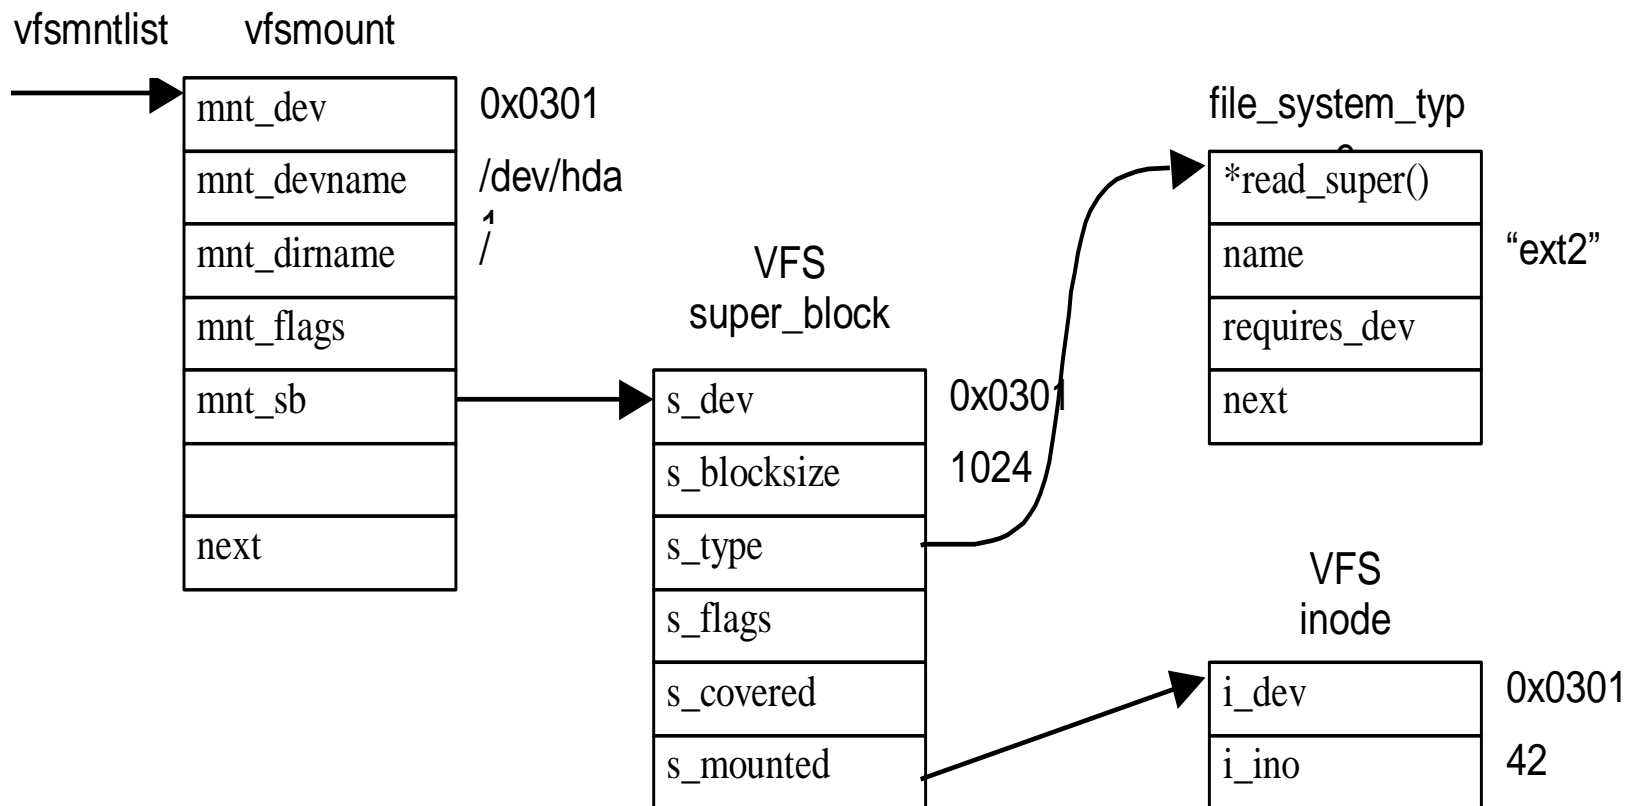 vfsmntlist
vfsmount
mnt_dev
0x0301
mnt_devname
/dev/hda
1
mnt_dirname
/
mnt_flags
mnt_sb
next
VFS
super_block
s_dev
0x0301
s_blocksize
1024
s_type
s_flags
s_covered
s_mounted
file_system_typ
*read_super()
name
“ext2”
requires_dev
next
VFS
inode
i_dev
0x0301
i_ino
42